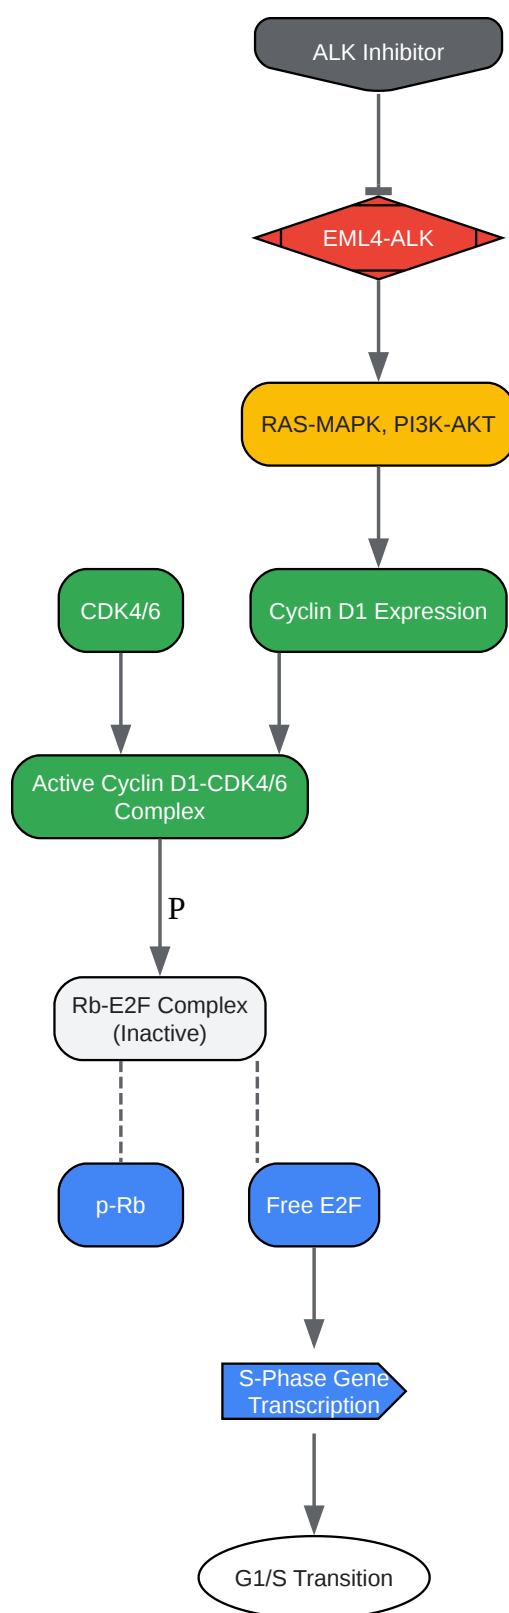 ALK Inhibitor
EML4-ALK
RAS-MAPK, PI3K-AKT
CDK4/6
Cyclin D1 Expression
Active Cyclin D1-CDK4/6
Complex
P
Rb-E2F Complex
(Inactive)
p-Rb
Free E2F
S-Phase Gene
Transcription
G1/S Transition